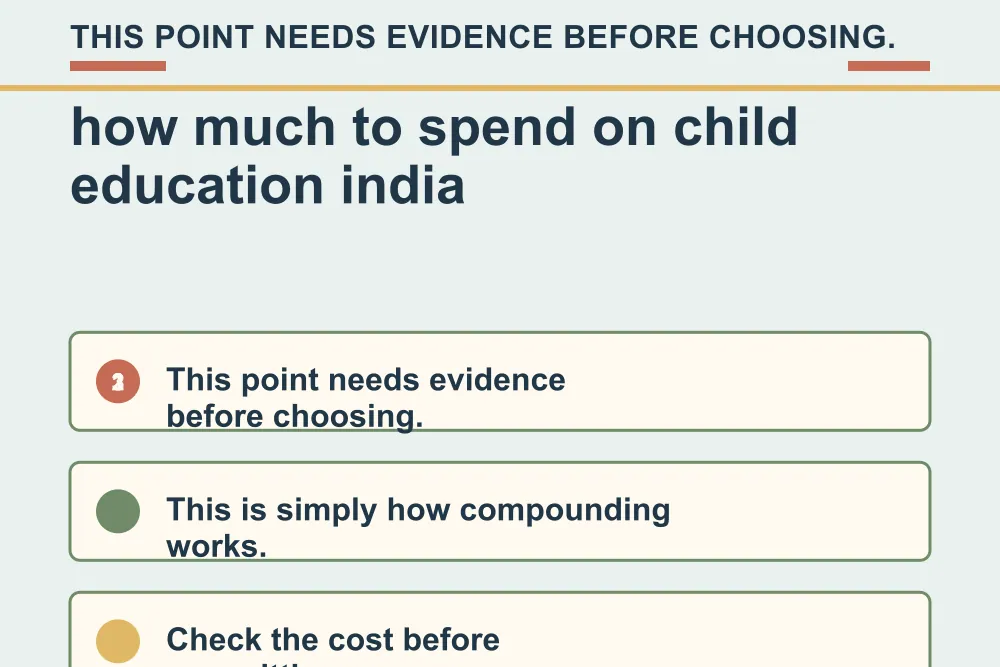 THIS POINT NEEDS EVIDENCE BEFORE CHOOSING.
how much to spend on child
education india
This point needs evidence
before choosing.
This is simply how compounding
works.
Check the cost before